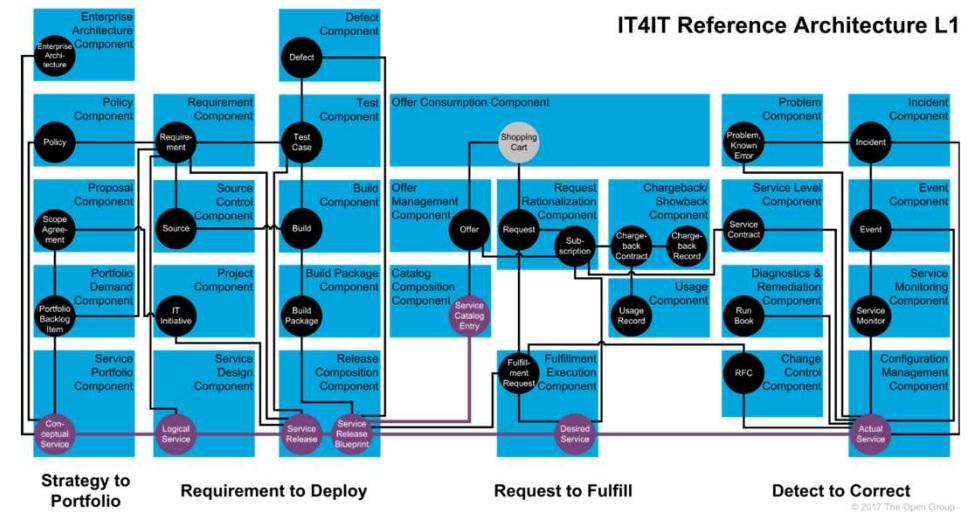 IT4IT Reference Architecture L1
Enterprise
Architecture
Component
Enterprise
Archi-
tecture
Policy
Component
Policy
Proposal
Component
Scope
Agree-
ment
Portfolio
Demand
Component
Portfolio
Backlog
Item
Service
Portfolio
Component
Con-
ceptual
Service
Strategy to
Portfolio
Requirement
Component
Require-
ment
Source
Control
Component
Source
Project
Component
IT
Initiative
Service
Design
Component
Logical
Service
Defect
Component
Defect
Test
Component
Test
Case
Build
Component
Build
Build Package
Component
Build
Package
Release
Composition
Component
Service
Release
Service
Release
Blueprint
Requirement to Deploy
Offer Consumption Component
Shopping
Cart
Offer
Management
Component
Offer
Catalog
Composition
Component
Service
Catalog
Entry
Request
Rationalization
Component
Request
Sub-
scription
Chargeback/
Showback
Component
Charge-
back
Contract
Charge-
back
Record
Usage
Component
Usage
Record
Fulfillment
Execution
Component
Fulfill-
ment
Request
Desired
Service
Request to Fulfill
Problem
Component
Problem,
Known
Error
Service Level
Component
Service
Contract
Diagnostics &
Remediation
Component
Run
Book
Change
Control
Component
RFC
Incident
Component
Incident
Event
Component
Event
Service
Monitoring
Component
Service
Monitor
Configuration
Management
Component
Actual
Service
Detect to Correct
© 2017 The Open Group